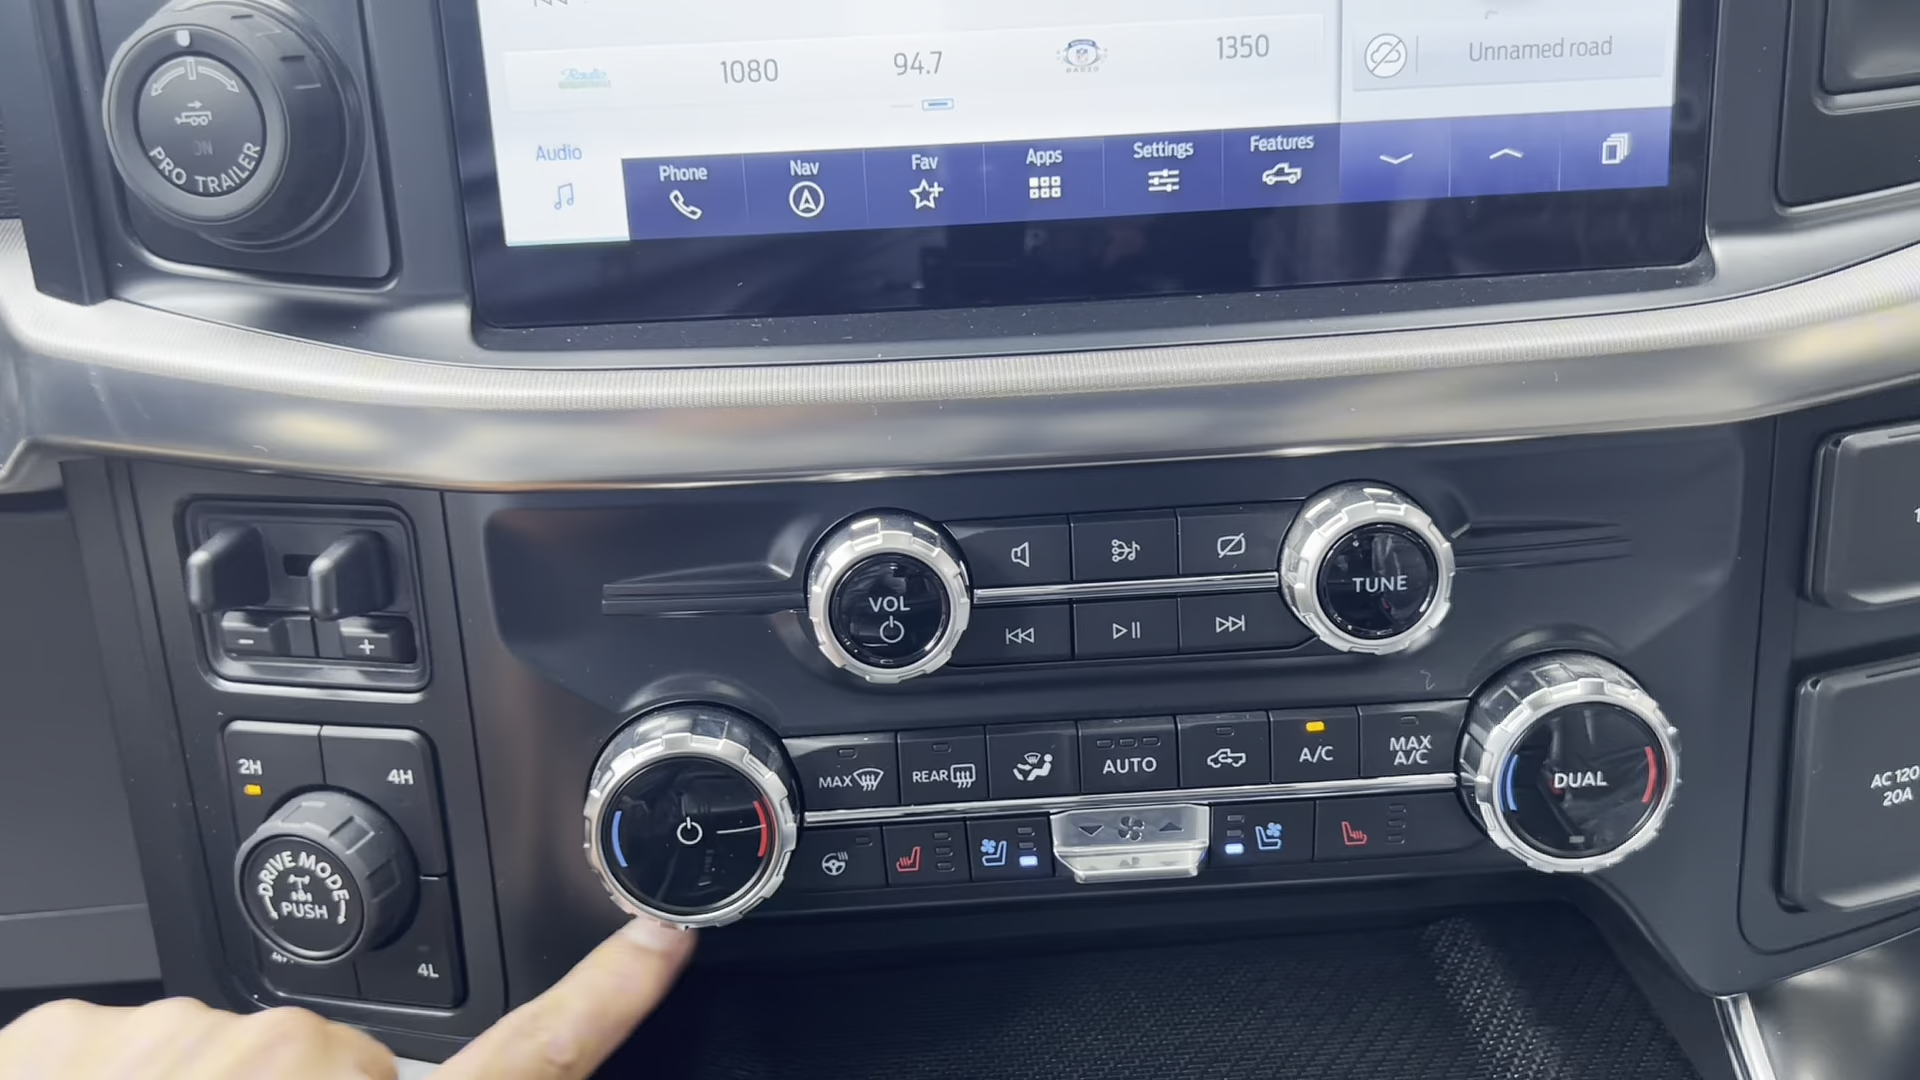 1080
94.7
1350
Unnamed road
Audio
Phone
Nav
Fav
Apps
Settings
Features
ON
PRO TRAILER
VOL
TUNE
2H
4H
DRIVE MODE
PUSH
4L
MAX
REAR
AUTO
A/C
MAX
A/C
DUAL
AC 120
20A